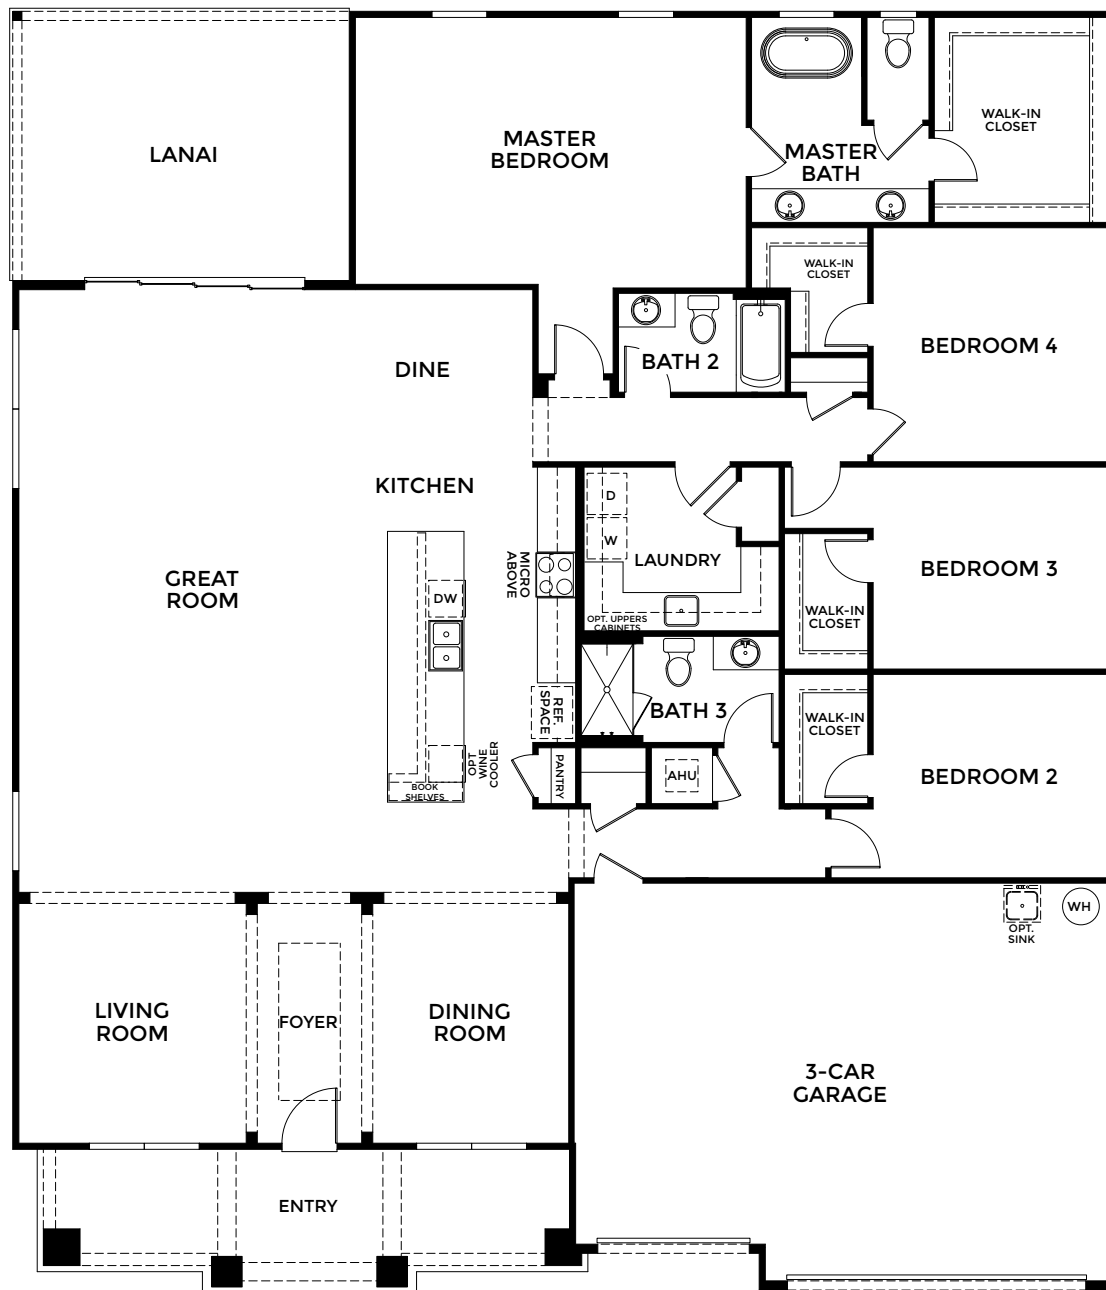 LANAI
MASTER
BEDROOM
MASTER
BATH
WALK-IN
CLOSET
WALK-IN
CLOSET
BEDROOM 4
BATH 2
DINE
KITCHEN
GREAT
ROOM
MICRO
ABOVE
DW
D
W
LAUNDRY
OPT. UPPERS
CABINETS
BEDROOM 3
WALK-IN
CLOSET
REF.
SPACE
BATH 3
WALK-IN
CLOSET
BEDROOM 2
OPT
WINE
COOLER
BOOK
SHELVES
PANTRY
AHU
OPT.
SINK
WH
LIVING
ROOM
FOYER
DINING
ROOM
3-CAR
GARAGE
ENTRY